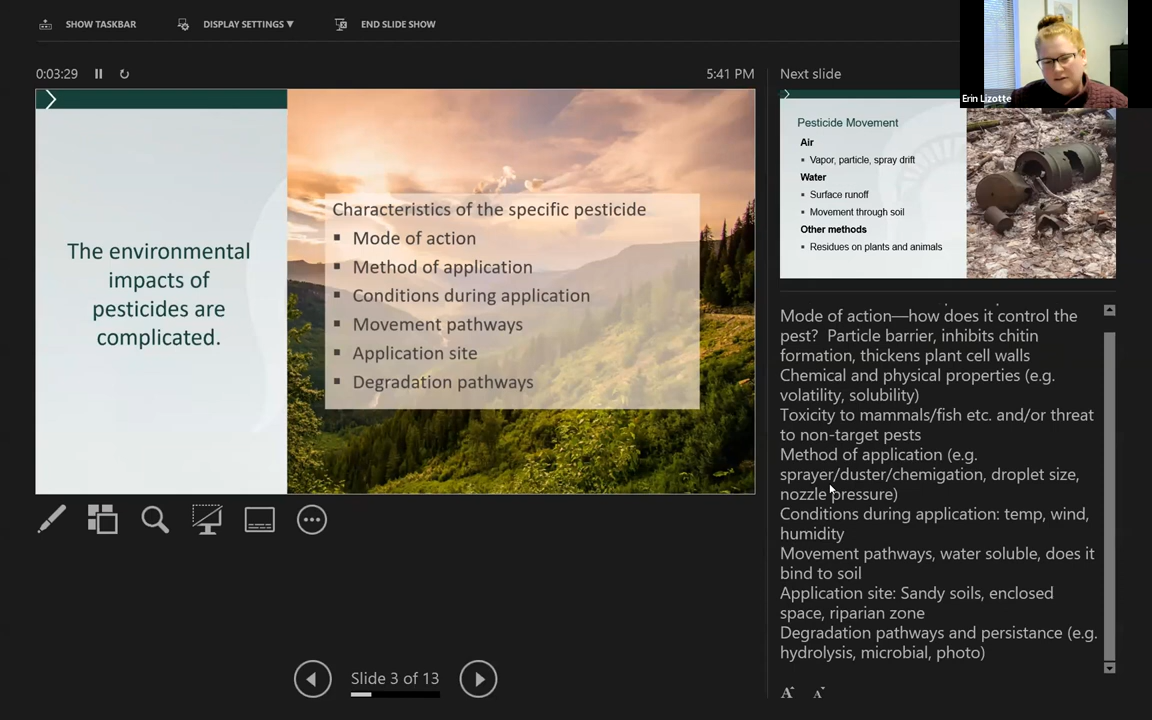 SHOW TASKBAR
DISPLAY SETTINGS ▼
END SLIDE SHOW
0:03:29
5:41 PM
The environmental
impacts of
pesticides are
complicated.
Characteristics of the specific pesticide
▪ Mode of action
▪ Method of application
▪ Conditions during application
▪ Movement pathways
▪ Application site
▪ Degradation pathways
Slide 3 of 13
Next slide
Erin Lizotte
Pesticide Movement
Air
▪ Vapor, particle, spray drift
Water
▪ Surface runoff
▪ Movement through soil
Other methods
▪ Residues on plants and animals
Mode of action—how does it control the
pest?  Particle barrier, inhibits chitin
formation, thickens plant cell walls
Chemical and physical properties (e.g.
volatility, solubility)
Toxicity to mammals/fish etc. and/or threat
to non-target pests
Method of application (e.g.
sprayer/duster/chemigation, droplet size,
nozzle pressure)
Conditions during application: temp, wind,
humidity
Movement pathways, water soluble, does it
bind to soil
Application site: Sandy soils, enclosed
space, riparian zone
Degradation pathways and persistance (e.g.
hydrolysis, microbial, photo)
A A